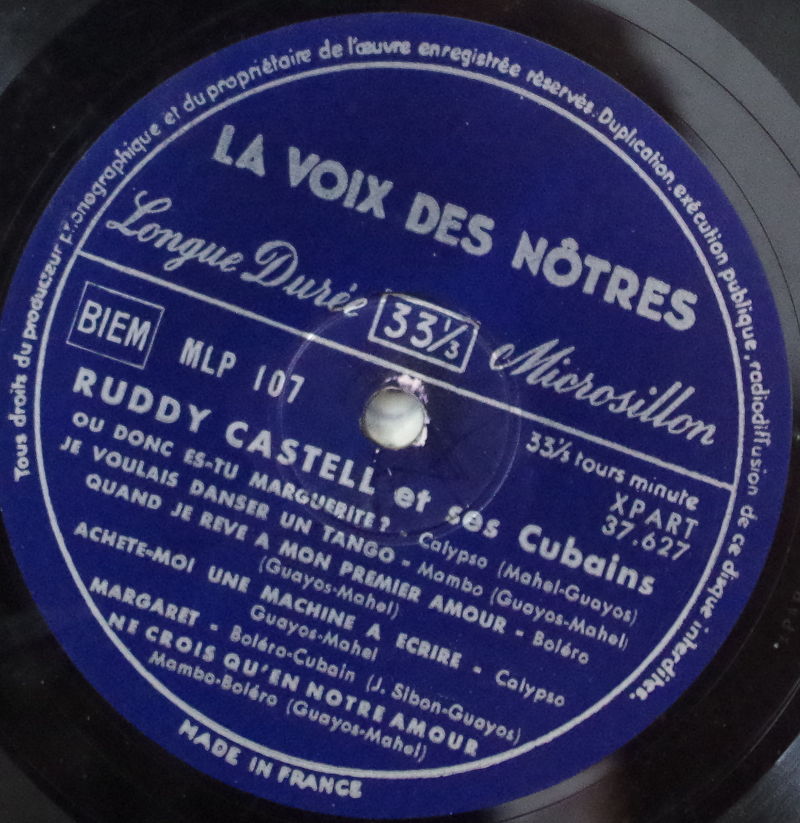 Tous droits du producteur phonographique et du propriétaire de l'œuvre enregistrée réservés. Duplication, exécution publique, radiodiffusion de ce disque interdites.
LA VOIX DES NÔTRES
Longue Durée 33 1/3 Microsillon
BIEM MLP 107
33 1/3 tours minute
XPART
37.627
RUDDY CASTELL et ses Cubains
OU DONC ES-TU MARGUERITE? - Calypso (Mahel-Guayos)
JE VOULAIS DANSER UN TANGO - Mambo (Guayos-Mahel)
QUAND JE REVE A MON PREMIER AMOUR - Boléro
(Guayos-Mahel)
ACHETE-MOI UNE MACHINE A ECRIRE - Calypso
Guayos-Mahel
MARGARET - Boléro-Cubain (J. Sibon-Guayos)
NE CROIS QU'EN NOTRE AMOUR
Mambo-Boléro (Guayos-Mahel)
MADE IN FRANCE